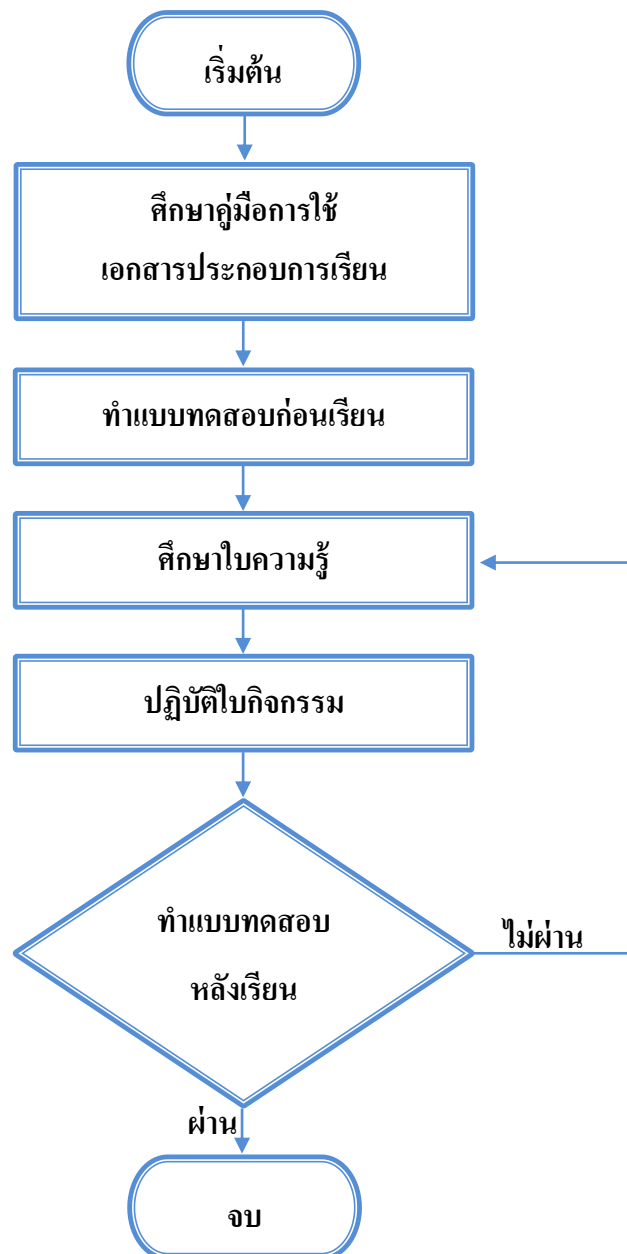 เริ่มต้น
ศึกษาคู่มือการใช้
เอกสารประกอบการเรียน
ทำแบบทดสอบก่อนเรียน
ศึกษาใบความรู้
ปฏิบัติใบกิจกรรม
ทำแบบทดสอบ
หลังเรียน
ไม่ผ่าน
ผ่าน
จบ